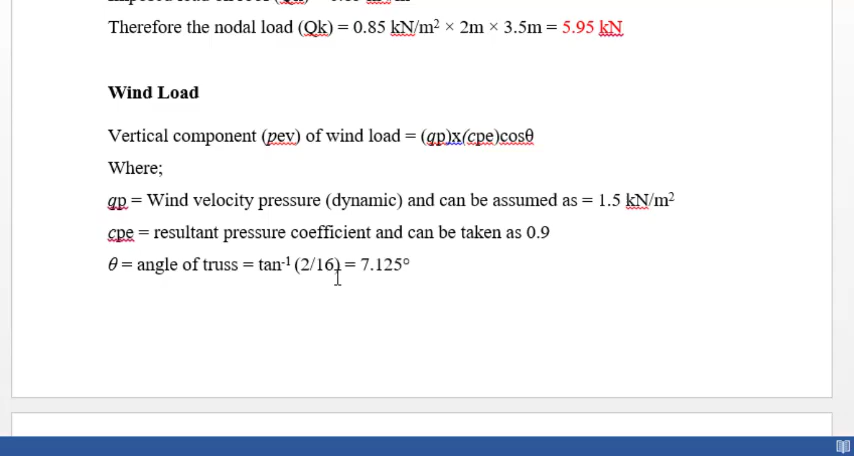 Therefore the nodal load (Qk) = 0.85 kN/m² × 2m × 3.5m = 5.95 kN
Wind Load
Vertical component (pev) of wind load = (qp)x(cpe)cosθ
Where;
qp = Wind velocity pressure (dynamic) and can be assumed as = 1.5 kN/m²
cpe = resultant pressure coefficient and can be taken as 0.9
θ = angle of truss = tan⁻¹ (2/16) = 7.125°